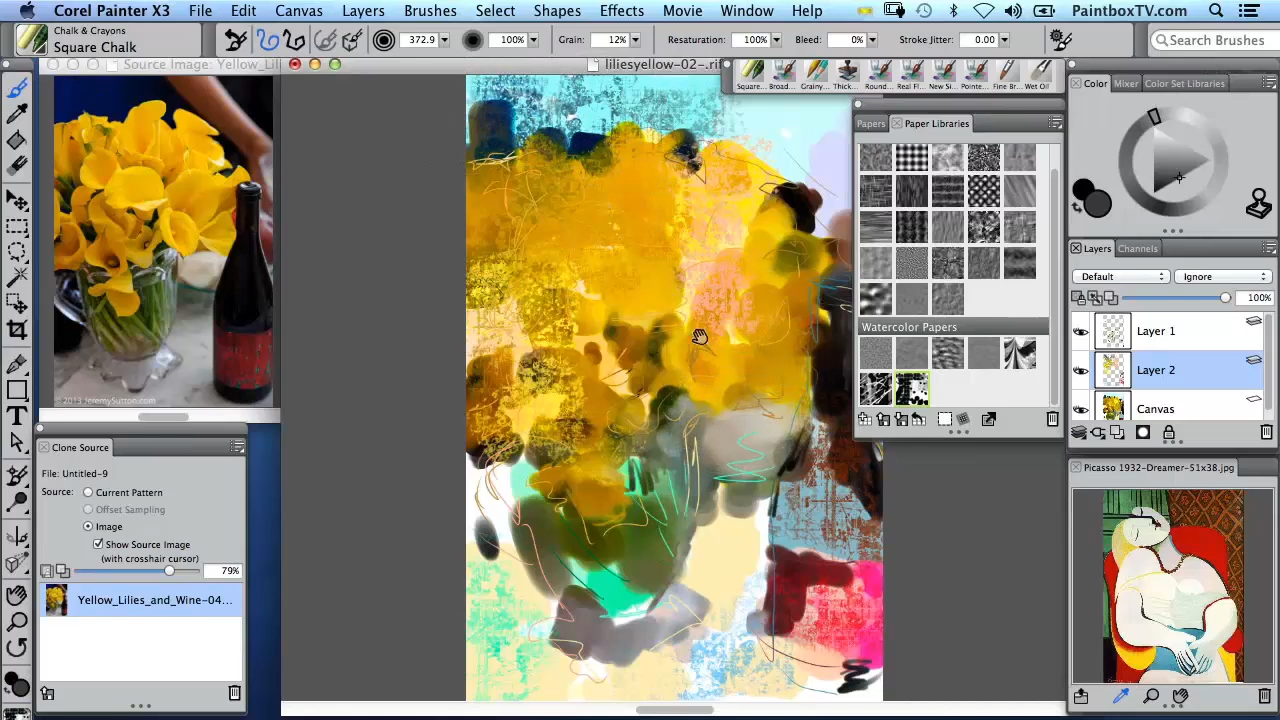 Corel Painter X3 File Edit Canvas Layers Brushes Select Shapes Effects Movie Window Help PaintboxTV.com
Chalk & Crayons
Square Chalk
372.9 100% Grain: 12% Resaturation: 100% Bleed: 0% Stroke Jitter: 0.00 Search Brushes
Source Image: Yellow_Lil
liliesyellow-02-.rif
Square... Broad... Grainy... Thick... Round... Real Fl... New Si... Pointe... Fine Br... Wet Oil
Color Mixer Color Set Libraries
Papers Paper Libraries
Watercolor Papers
Layers Channels
Default Ignore
100%
Layer 1
Layer 2
Canvas
© 2013 JeremySutton.com
Clone Source
File: Untitled-9
Source: Current Pattern
Offset Sampling
Image
Show Source Image
(with crosshair cursor)
79%
Yellow_Lilies_and_Wine-04...
Picasso 1932-Dreamer-51x38.jpg